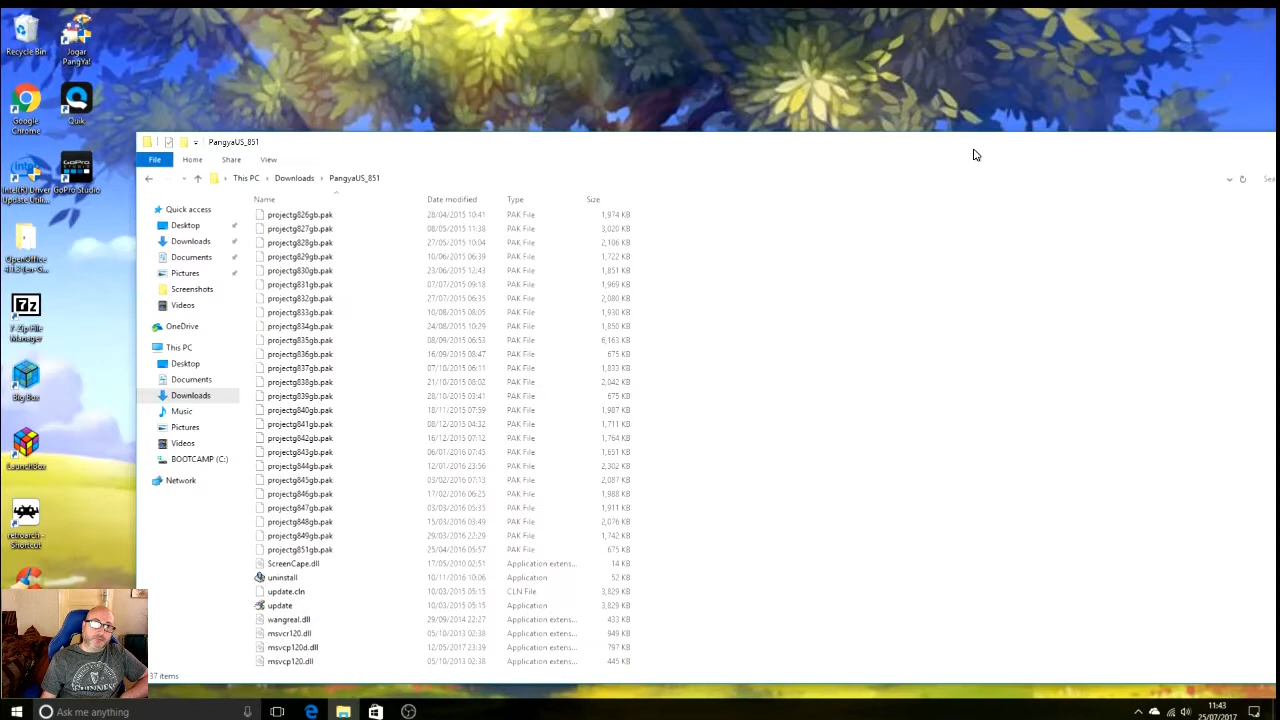 Recycle Bin
Jogar
PangYa!
Google
Chrome
Quik
Intel(R) Driver
Update Utili...
GoPro Studio
OpenOffice
4.1.3 (en-G...
7-Zip File
Manager
BigBox
LaunchBox
retroarch -
Shortcut
PangyaUS_851
File Home Share View
This PC › Downloads › PangyaUS_851
Sea
Quick access
Desktop
Downloads
Documents
Pictures
Screenshots
Videos
OneDrive
This PC
Desktop
Documents
Downloads
Music
Pictures
Videos
BOOTCAMP (C:)
Network
Name Date modified Type Size
projectg826gb.pak 28/04/2015 10:41 PAK File 1,974 KB
projectg827gb.pak 08/05/2015 11:38 PAK File 3,020 KB
projectg828gb.pak 27/05/2015 10:04 PAK File 2,106 KB
projectg829gb.pak 10/06/2015 06:39 PAK File 1,722 KB
projectg830gb.pak 23/06/2015 12:43 PAK File 1,851 KB
projectg831gb.pak 07/07/2015 09:18 PAK File 1,969 KB
projectg832gb.pak 27/07/2015 06:35 PAK File 2,080 KB
projectg833gb.pak 10/08/2015 08:05 PAK File 1,930 KB
projectg834gb.pak 24/08/2015 10:29 PAK File 1,850 KB
projectg835gb.pak 08/09/2015 06:53 PAK File 6,163 KB
projectg836gb.pak 16/09/2015 08:47 PAK File 675 KB
projectg837gb.pak 07/10/2015 06:11 PAK File 1,833 KB
projectg838gb.pak 21/10/2015 08:02 PAK File 2,042 KB
projectg839gb.pak 28/10/2015 03:41 PAK File 675 KB
projectg840gb.pak 18/11/2015 07:59 PAK File 1,987 KB
projectg841gb.pak 08/12/2015 04:32 PAK File 1,711 KB
projectg842gb.pak 16/12/2015 07:12 PAK File 1,764 KB
projectg843gb.pak 06/01/2016 07:45 PAK File 1,651 KB
projectg844gb.pak 12/01/2016 23:56 PAK File 2,302 KB
projectg845gb.pak 03/02/2016 07:13 PAK File 2,087 KB
projectg846gb.pak 17/02/2016 06:25 PAK File 1,988 KB
projectg847gb.pak 03/03/2016 05:35 PAK File 1,911 KB
projectg848gb.pak 15/03/2016 03:49 PAK File 2,076 KB
projectg849gb.pak 29/03/2016 22:29 PAK File 1,742 KB
projectg851gb.pak 25/04/2016 05:57 PAK File 675 KB
ScreenCape.dll 17/05/2010 02:51 Application extens... 14 KB
uninstall 10/11/2016 10:06 Application 52 KB
update.cln 10/03/2015 05:15 CLN File 3,829 KB
update 10/03/2015 05:15 Application 3,829 KB
wangreal.dll 29/09/2014 22:27 Application extens... 433 KB
msvcr120.dll 05/10/2013 02:38 Application extens... 949 KB
msvcp120d.dll 12/05/2017 23:39 Application extens... 797 KB
msvcp120.dll 05/10/2013 02:38 Application extens... 445 KB
37 items
GUINNESS
Ask me anything
11:43
25/07/2017